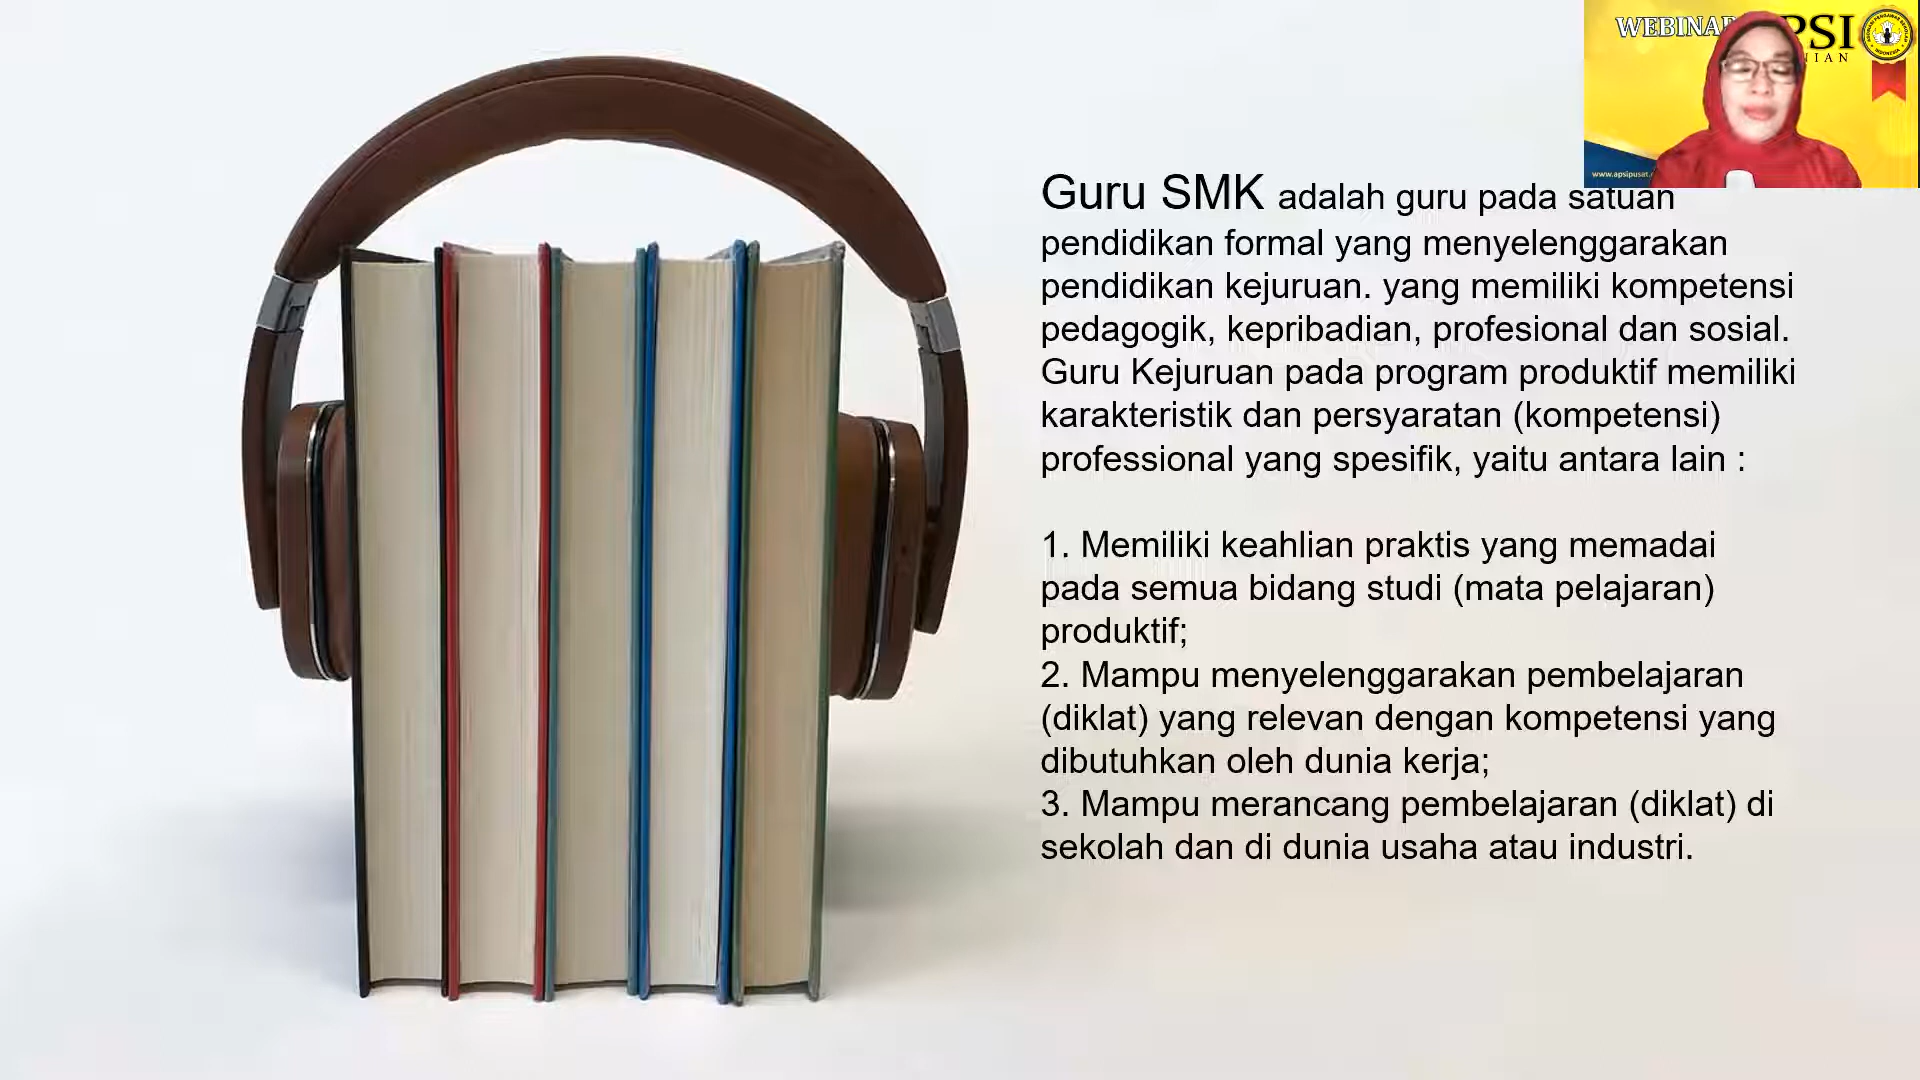 WEBINAR
PSI
www.apsipusat.
Guru SMK adalah guru pada satuan
pendidikan formal yang menyelenggarakan
pendidikan kejuruan. yang memiliki kompetensi
pedagogik, kepribadian, profesional dan sosial.
Guru Kejuruan pada program produktif memiliki
karakteristik dan persyaratan (kompetensi)
professional yang spesifik, yaitu antara lain :
1. Memiliki keahlian praktis yang memadai
pada semua bidang studi (mata pelajaran)
produktif;
2. Mampu menyelenggarakan pembelajaran
(diklat) yang relevan dengan kompetensi yang
dibutuhkan oleh dunia kerja;
3. Mampu merancang pembelajaran (diklat) di
sekolah dan di dunia usaha atau industri.